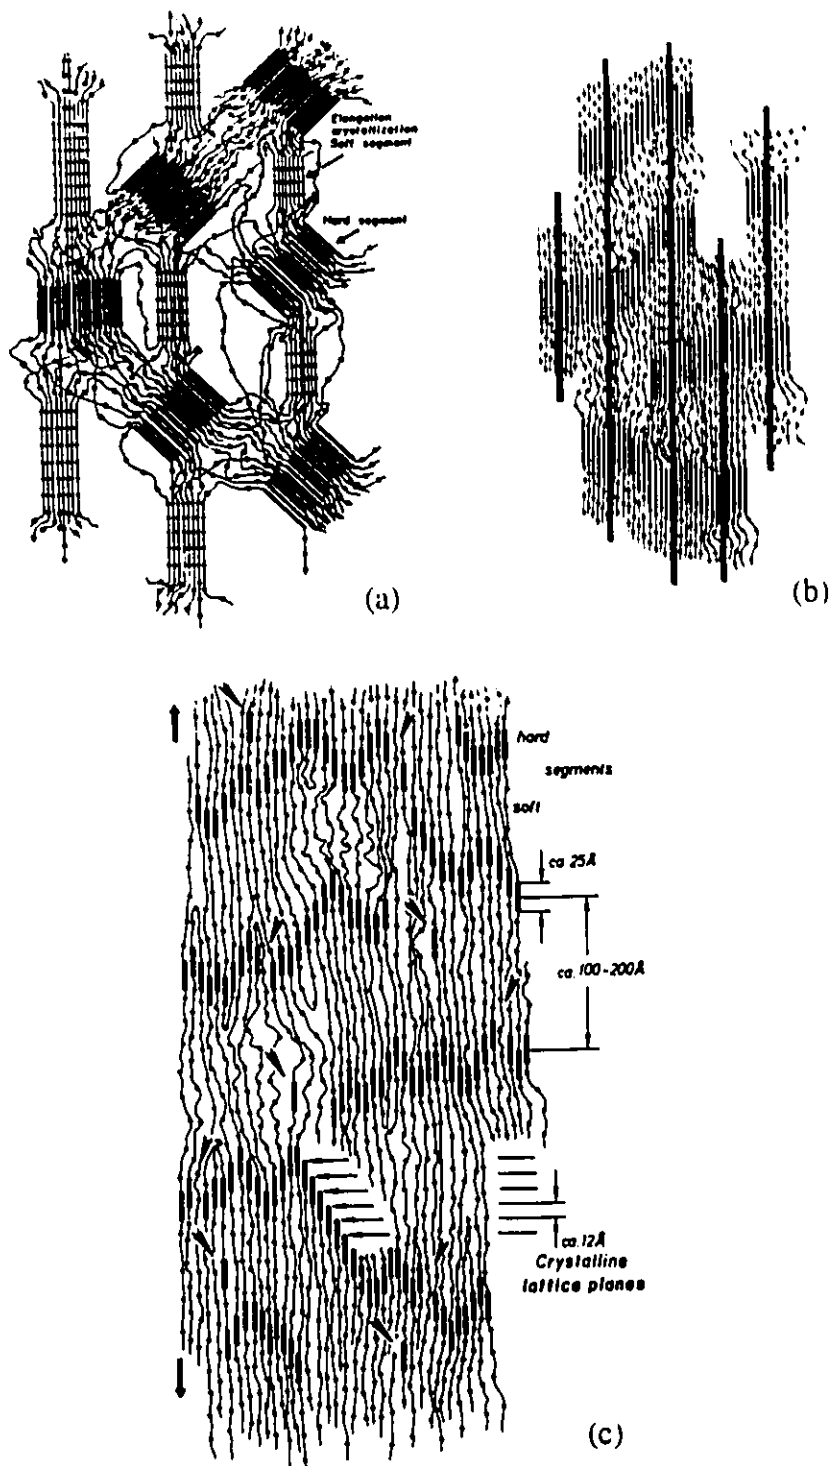 Elongation
crystallization
Soft segment
Hard segment
(a)
(b)
hard
segments
soft
ca. 25Å
ca. 100-200Å
ca. 12Å
Crystalline
lattice planes
(c)